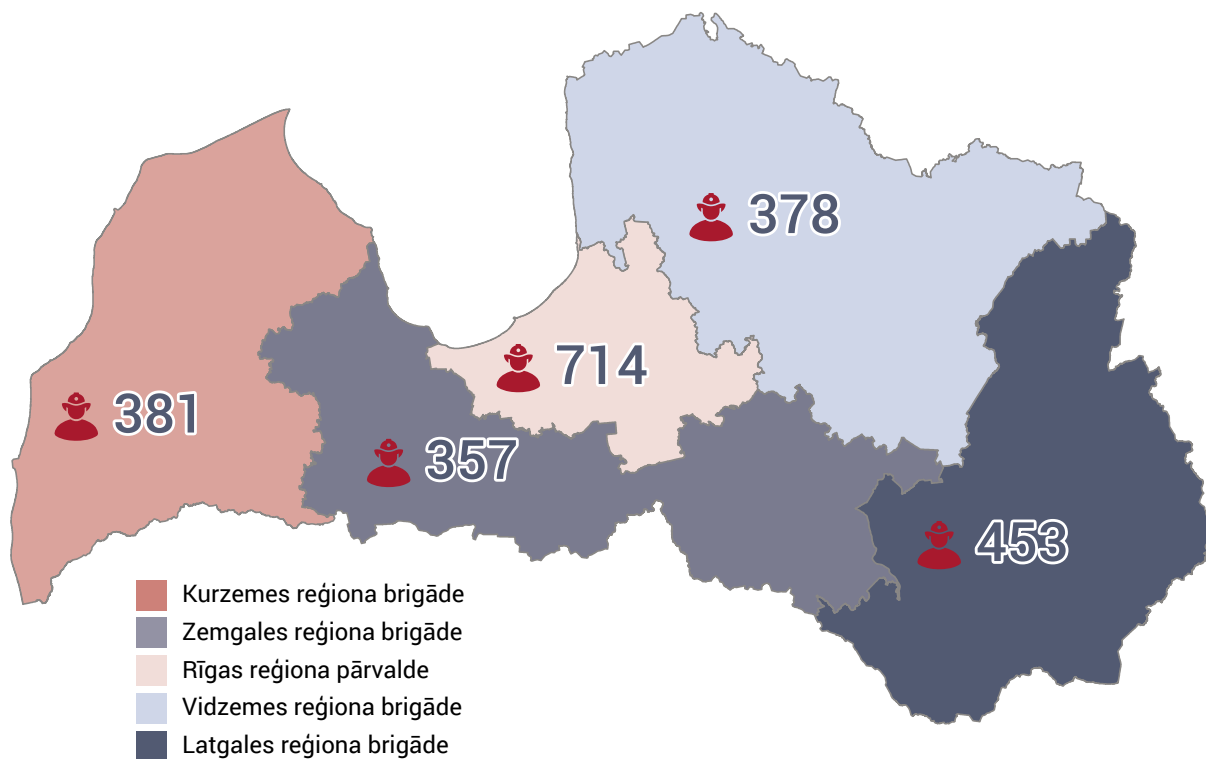 378
714
381
357
453
Kurzemes reģiona brigāde
Zemgales reģiona brigāde
Rīgas reģiona pārvalde
Vidzemes reģiona brigāde
Latgales reģiona brigāde